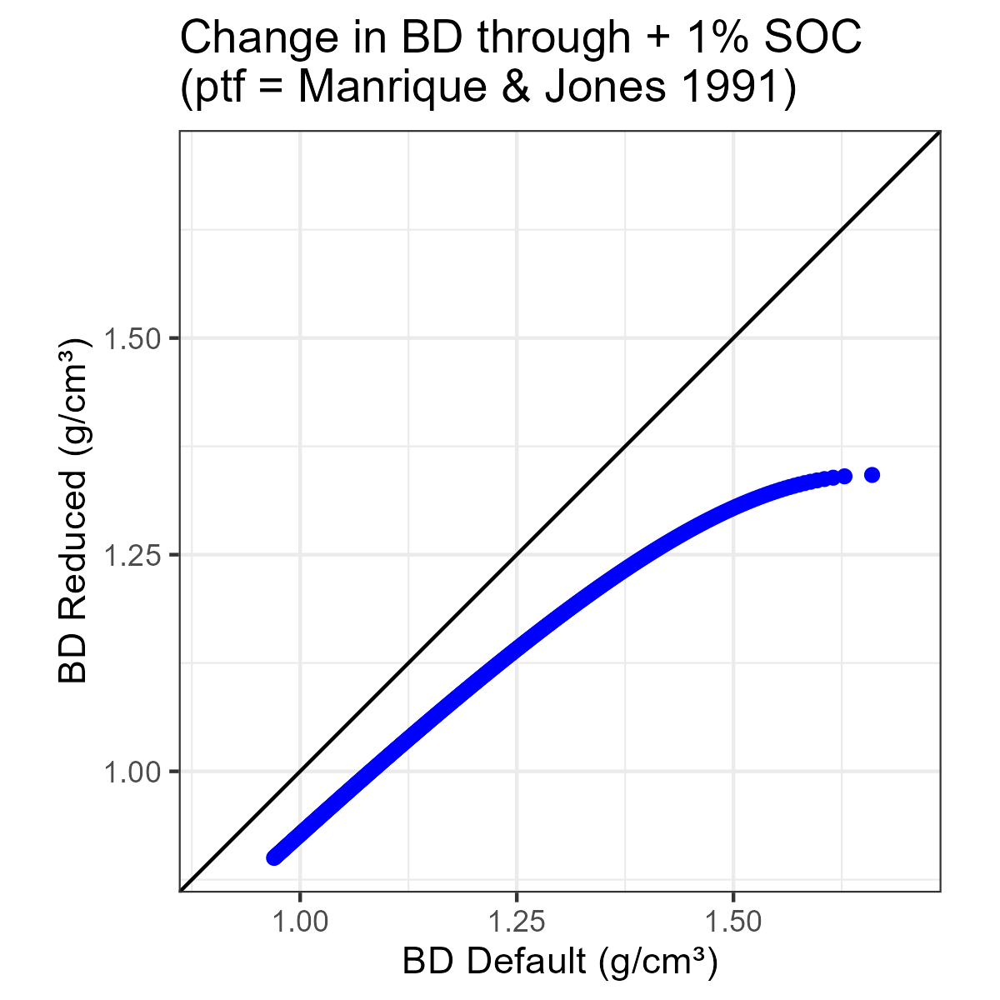 Change in BD through + 1% SOC
(ptf = Manrique & Jones 1991)
BD Reduced (g/cm³)
1.50
1.25
1.00
1.00 1.25 1.50
BD Default (g/cm³)